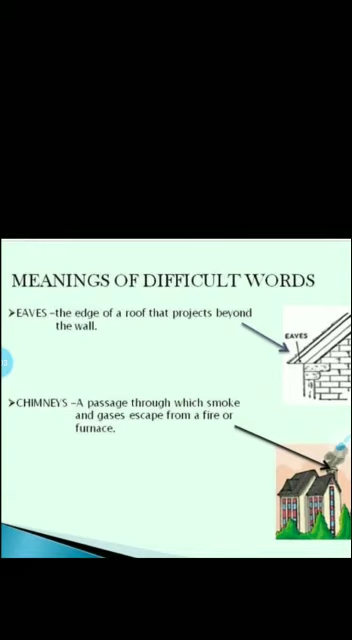 MEANINGS OF DIFFICULT WORDS
➢EAVES –the edge of a roof that projects beyond
the wall.
EAVES
➢CHIMNEYS –A passage through which smoke
and gases escape from a fire or
furnace.